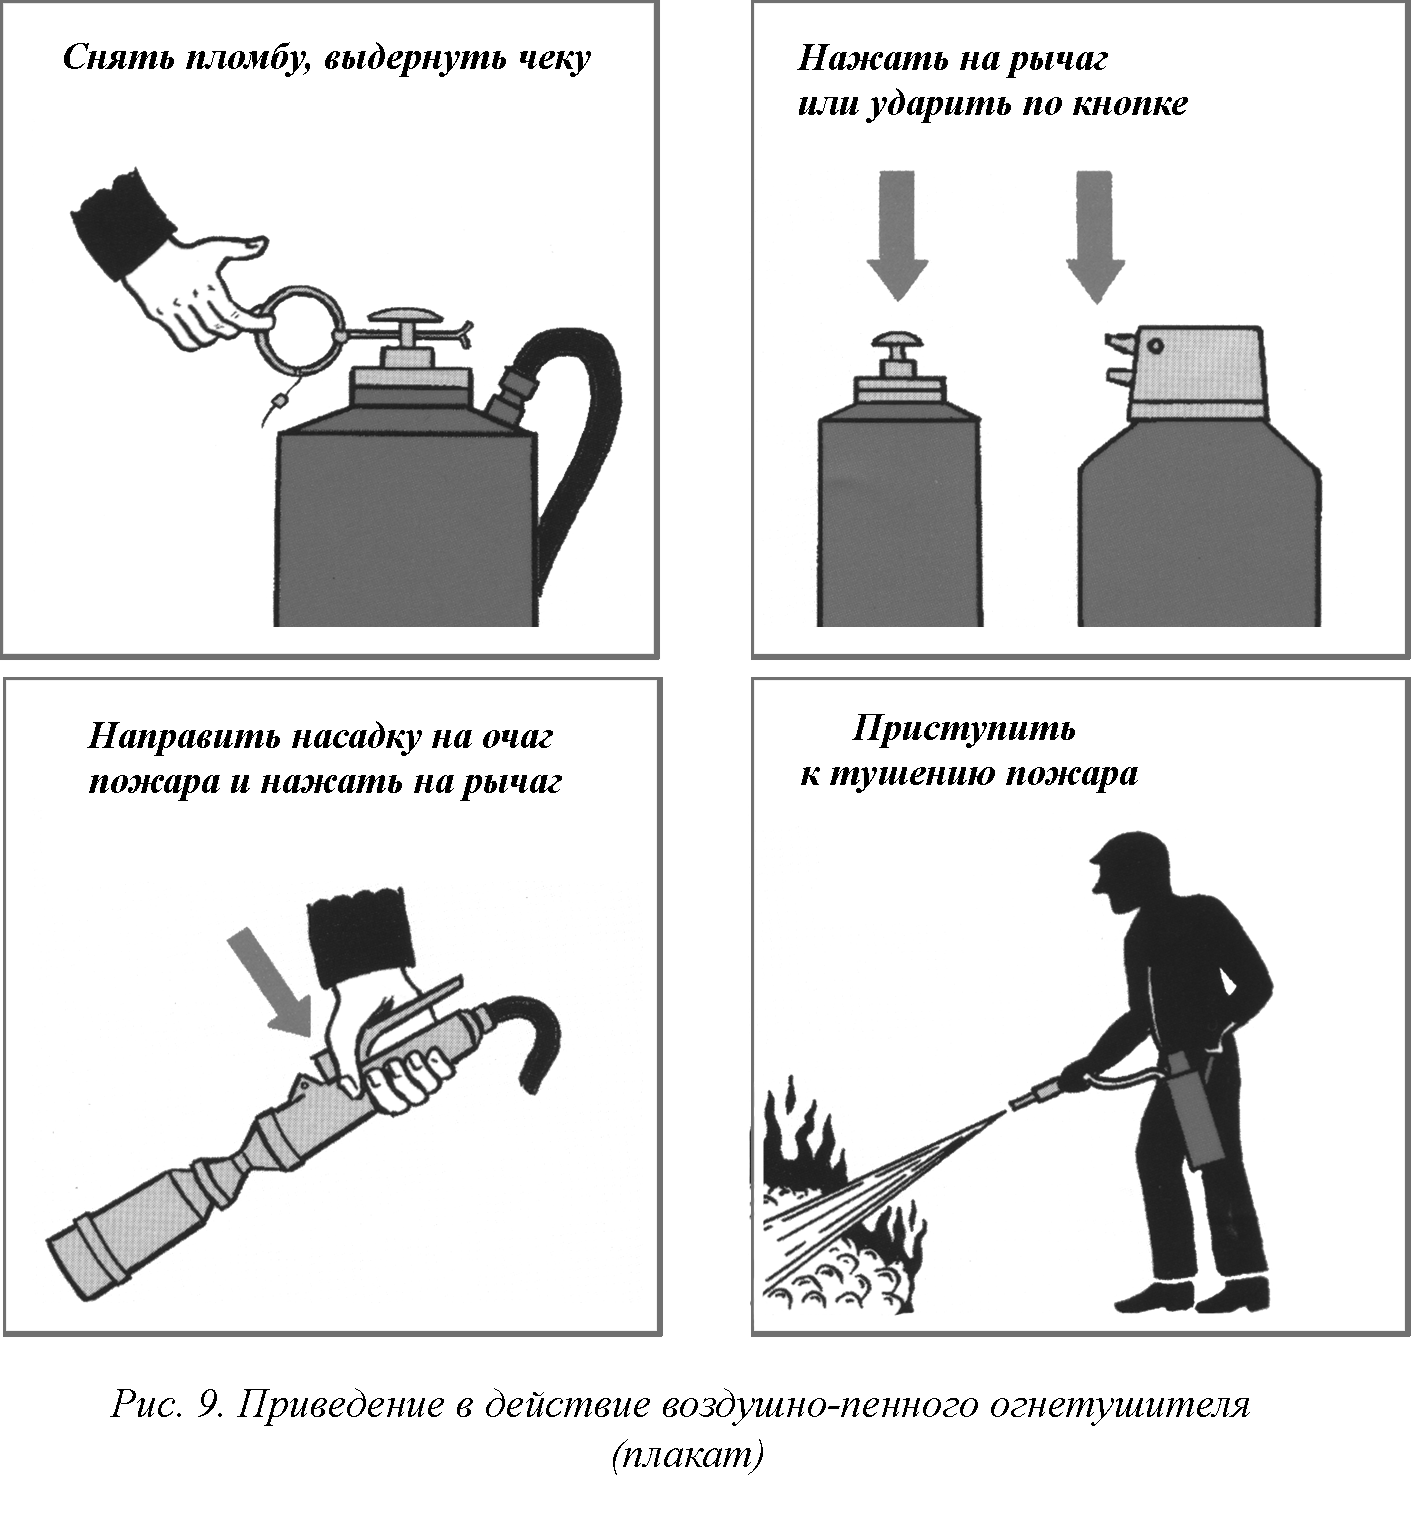 Снять пломбу, выдернуть чеку
Нажать на рычаг
или ударить по кнопке
Направить насадку на очаг
пожара и нажать на рычаг
Приступить
к тушению пожара
Рис. 9. Приведение в действие воздушно-пенного огнетушителя
(плакат)